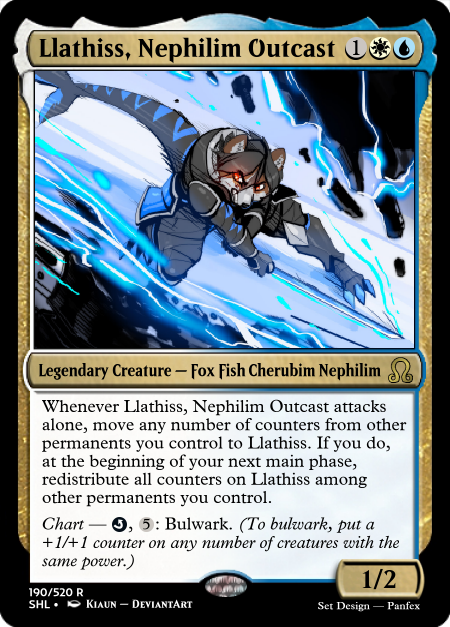 Llathiss, Nephilim Outcast 1
Legendary Creature — Fox Fish Cherubim Nephilim
Whenever Llathiss, Nephilim Outcast attacks
alone, move any number of counters from other
permanents you control to Llathiss. If you do,
at the beginning of your next main phase,
redistribute all counters on Llathiss among
other permanents you control.
Chart — , 5: Bulwark. (To bulwark, put a
+1/+1 counter on any number of creatures with the
same power.)
1/2
190/520 R
SHL • Kiaun — DeviantArt
Set Design — Panfex